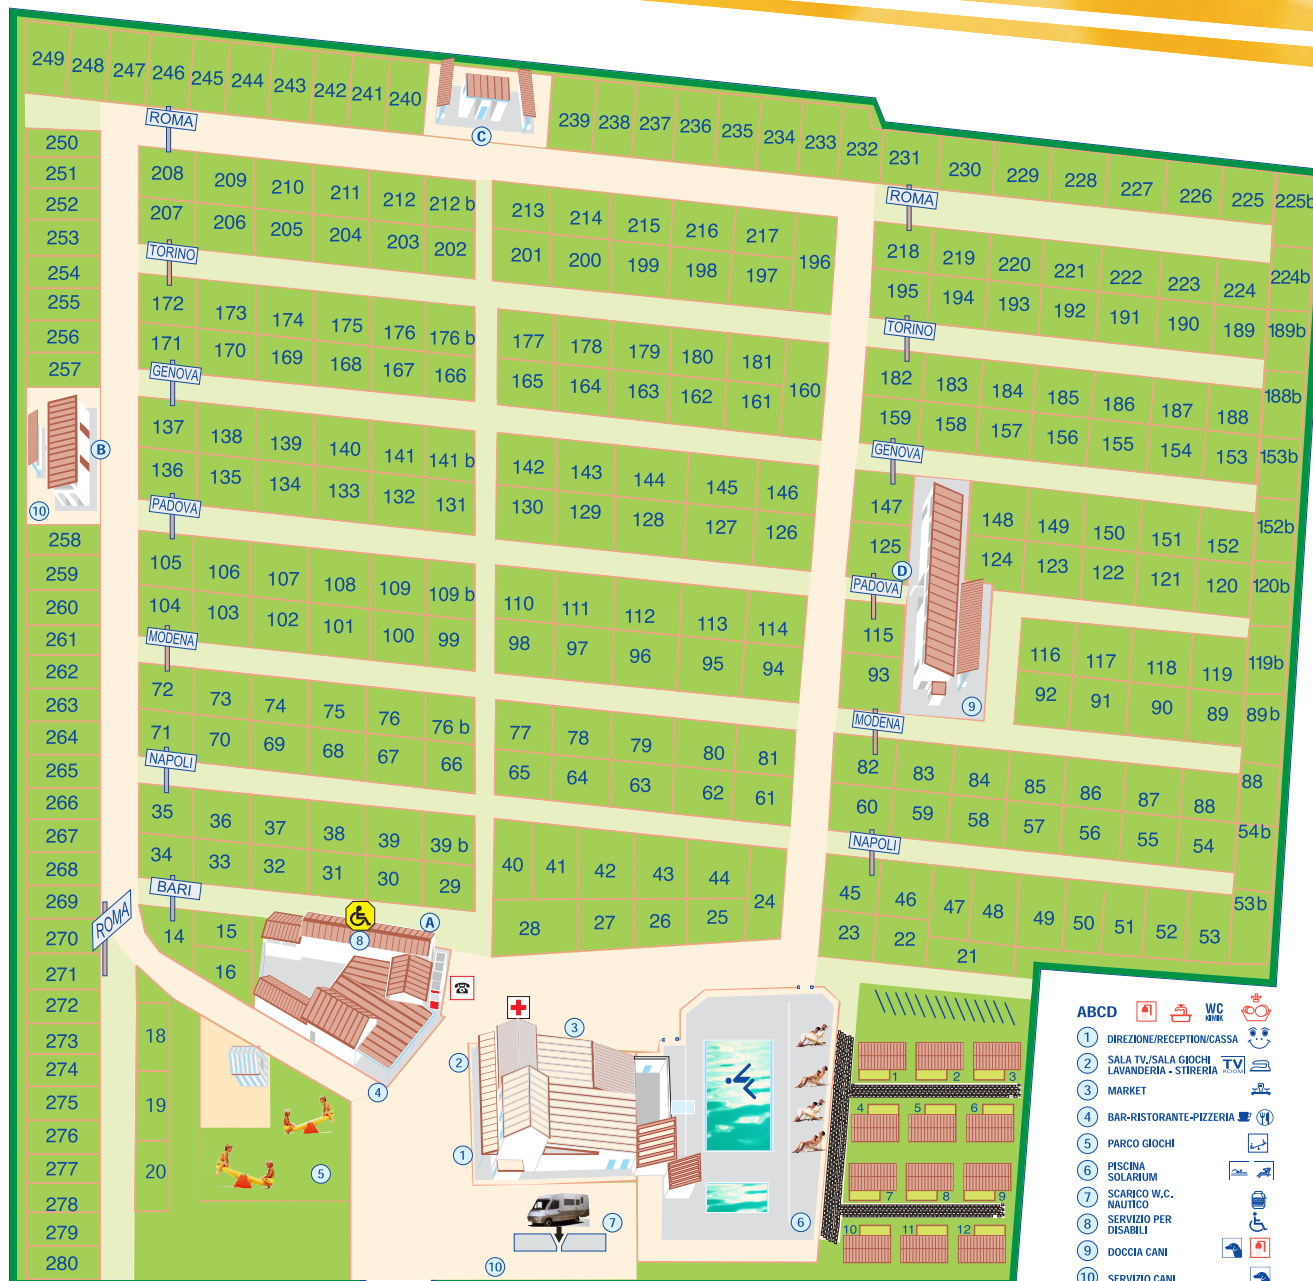 249 248 247 246 245 244 243 242 241 240
C
239 238 237 236 235 234 233 232 231 230 229 228 227 226 225 225b
ROMA
ROMA
250
251
252
253
254
255
256
257
B
10
258
259
260
261
262
263
264
265
266
267
268
269
270
271
272
273
274
275
276
277
278
279
280
208 209 210 211 212 212 b
207 206 205 204 203 202
213 214 215 216 217
201 200 199 198 197 196
218 219 220 221 222 223 224 224b
195 194 193 192 191 190 189 189b
TORINO
TORINO
172 173 174 175 176 176 b
171 170 169 168 167 166
177 178 179 180 181
165 164 163 162 161 160
182 183 184 185 186 187 188 188b
159 158 157 156 155 154 153 153b
GENOVA
GENOVA
137 138 139 140 141 141 b
136 135 134 133 132 131
142 143 144 145 146
130 129 128 127 126
147 148 149 150 151 152 152b
125 124 123 122 121 120 120b
D
PADOVA
PADOVA
105 106 107 108 109 109 b
104 103 102 101 100 99
110 111 112 113 114
98 97 96 95 94
115 116 117 118 119 119b
93 92 91 90 89 89b
9
MODENA
MODENA
72 73 74 75 76 76 b
71 70 69 68 67 66
77 78 79 80 81
65 64 63 62 61
82 83 84 85 86 87 88 88
60 59 58 57 56 55 54 54b
NAPOLI
NAPOLI
35 36 37 38 39 39 b
34 33 32 31 30 29
40 41 42 43 44
28 27 26 25 24
45 46 47 48 49 50 51 52 53 53b
23 22 21
BARI
ROMA
14 15
16
18
19
20
8
A
4
5
3
2
1
7
10
6
1 2 3
4 5 6
7 8 9
10 11 12
ABCD WC
KIMIK
1 DIREZIONE/RECEPTION/CASSA
2 SALA TV./SALA GIOCHI
LAVANDERIA - STIRERIA TV
ROOM
3 MARKET
4 BAR-RISTORANTE-PIZZERIA
5 PARCO GIOCHI
6 PISCINA
SOLARIUM
7 SCARICO W.C.
NAUTICO
8 SERVIZIO PER
DISABILI
9 DOCCIA CANI
10 SERVIZIO CANI